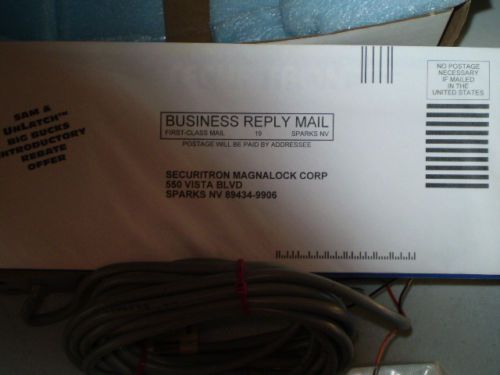 SAM &
UNLATCH™
BIG BUCKS
INTRODUCTORY
REBATE
OFFER
NO POSTAGE
NECESSARY
IF MAILED
IN THE
UNITED STATES
BUSINESS REPLY MAIL
FIRST-CLASS MAIL 19 SPARKS NV
POSTAGE WILL BE PAID BY ADDRESSEE
SECURITRON MAGNALOCK CORP
550 VISTA BLVD
SPARKS NV 89434-9906